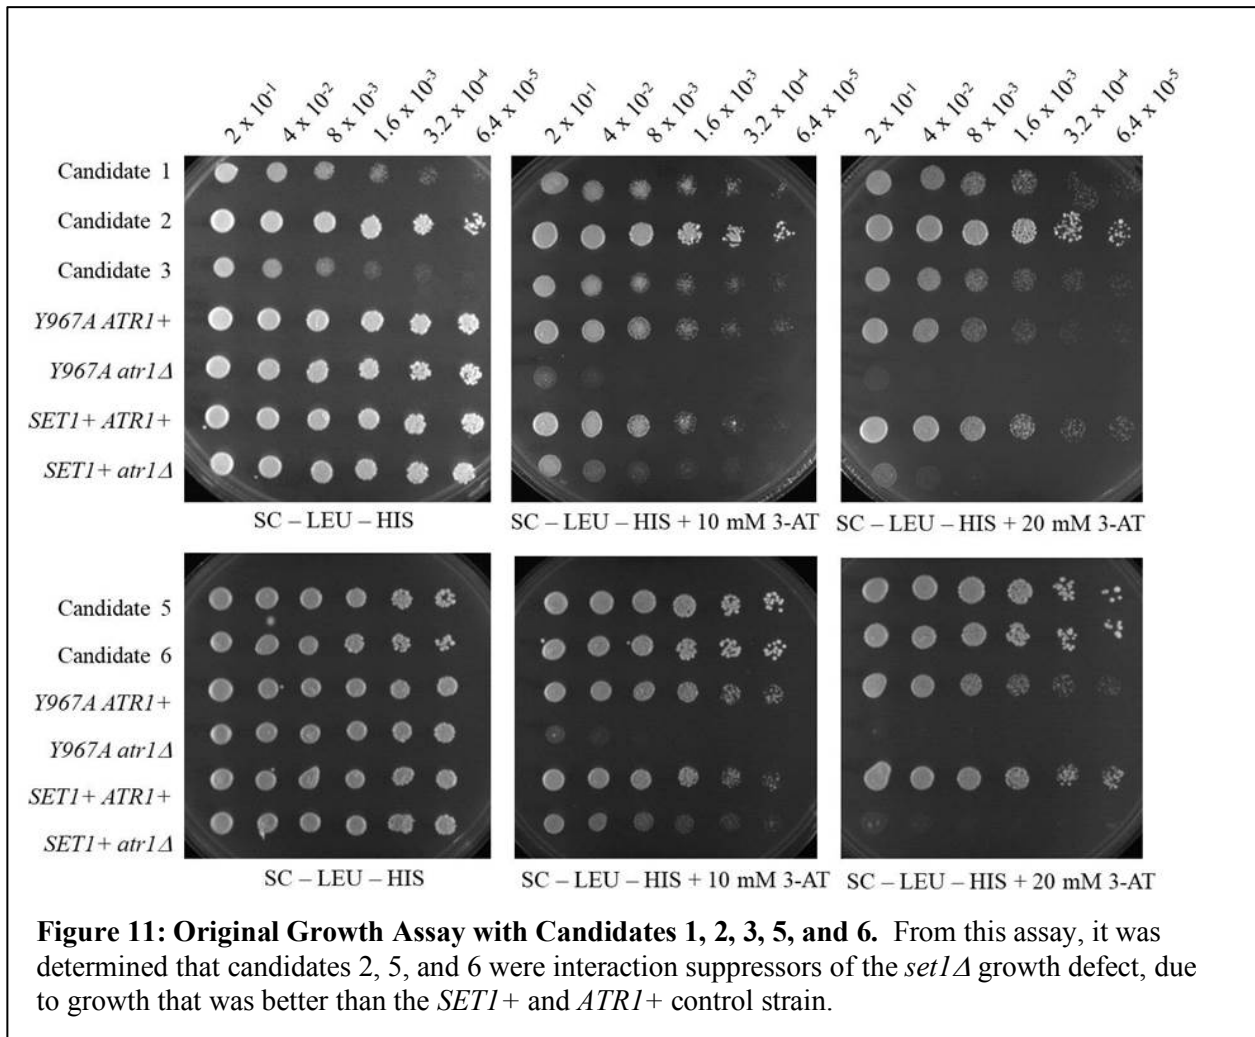 2 x 10-1 4 x 10-2 8 x 10-3 1.6 x 10-3 3.2 x 10-4 6.4 x 10-5 2 x 10-1 4 x 10-2 8 x 10-3 1.6 x 10-3 3.2 x 10-4 6.4 x 10-5 2 x 10-1 4 x 10-2 8 x 10-3 1.6 x 10-3 3.2 x 10-4 6.4 x 10-5
Candidate 1
Candidate 2
Candidate 3
Y967A ATR1+
Y967A atr1Δ
SET1+ ATR1+
SET1+ atr1Δ
SC – LEU – HIS SC – LEU – HIS + 10 mM 3-AT SC – LEU – HIS + 20 mM 3-AT
Candidate 5
Candidate 6
Y967A ATR1+
Y967A atr1Δ
SET1+ ATR1+
SET1+ atr1Δ
SC – LEU – HIS SC – LEU – HIS + 10 mM 3-AT SC – LEU – HIS + 20 mM 3-AT
Figure 11: Original Growth Assay with Candidates 1, 2, 3, 5, and 6. From this assay, it was
determined that candidates 2, 5, and 6 were interaction suppressors of the set1Δ growth defect, due
to growth that was better than the SET1+ and ATR1+ control strain.